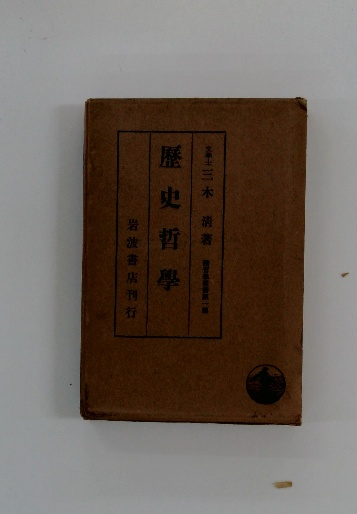 文學士 三木 清著
歷史哲學
岩波書店刊行